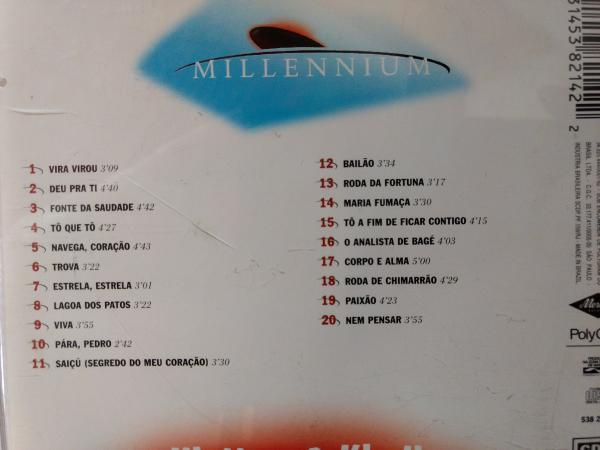 MILLENNIUM
1 VIRA VIROU 3'09
2 DEU PRA TI 4'40
3 FONTE DA SAUDADE 4'42
4 TÔ QUE TÔ 4'27
5 NAVEGA, CORAÇÃO 4'43
6 TROVA 3'22
7 ESTRELA, ESTRELA 3'01
8 LAGOA DOS PATOS 3'22
9 VIVA 3'55
10 PÁRA, PEDRO 2'42
11 SAIÇÚ (SEGREDO DO MEU CORAÇÃO) 3'30
12 BAILÃO 3'34
13 RODA DA FORTUNA 3'17
14 MARIA FUMAÇA 3'30
15 TÔ A FIM DE FICAR CONTIGO 4'15
16 O ANALISTA DE BAGÉ 4'03
17 CORPO E ALMA 5'00
18 RODA DE CHIMARRÃO 4'29
19 PAIXÃO 4'23
20 NEM PENSAR 3'55
31453 82142 2